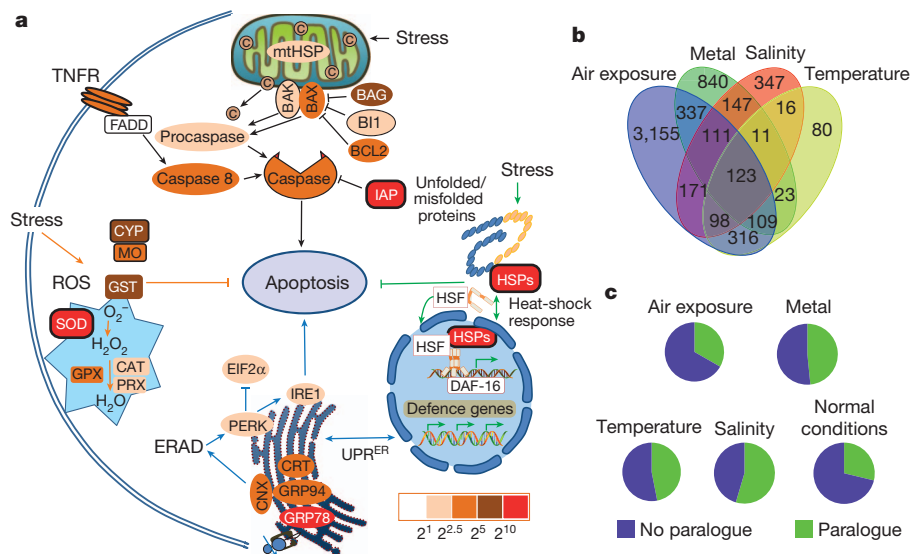 a
Stress
mtHSP
C
C
C
C
C
C
TNFR
FADD
BAK
BAX
BAG
BI1
BCL2
Procaspase
Caspase 8
Caspase
IAP
Unfolded/
misfolded
proteins
Stress
Stress
CYP
MO
ROS
GST
Apoptosis
HSPs
HSF
Heat-shock
response
SOD
O2
H2O2
GPX
CAT
PRX
H2O
HSPs
HSF
DAF-16
Defence genes
EIF2α
IRE1
PERK
ERAD
UPRER
CRT
CNX
GRP94
GRP78
2^1 2^2.5 2^5 2^10
b
Metal Salinity
Air exposure Temperature
840 347
337 147 16
3,155 111 11 80
123
171 23
98 109
316
c
Air exposure Metal
Temperature Salinity Normal
conditions
No paralogue Paralogue